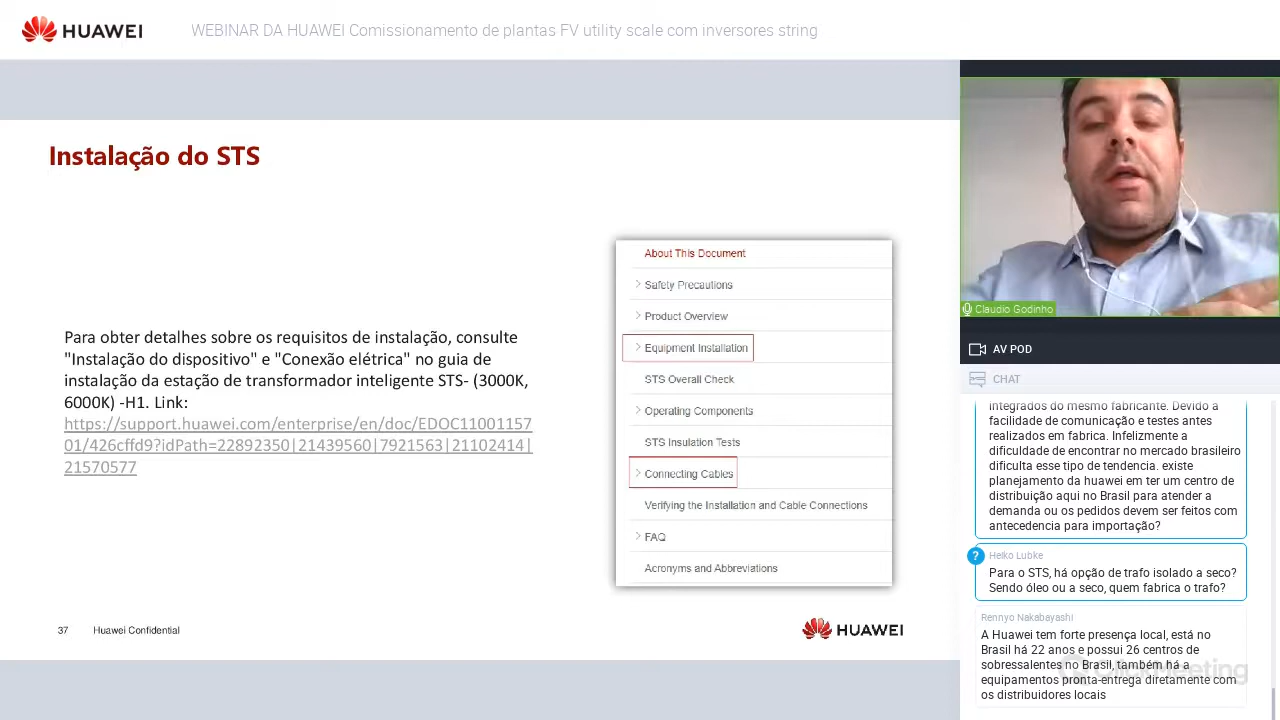 HUAWEI
WEBINAR DA HUAWEI Comissionamento de plantas FV utility scale com inversores string
Instalação do STS
Para obter detalhes sobre os requisitos de instalação, consulte
"Instalação do dispositivo" e "Conexão elétrica" no guia de
instalação da estação de transformador inteligente STS- (3000K,
6000K) -H1. Link:
https://support.huawei.com/enterprise/en/doc/EDOC11001157
01/426cffd9?idPath=22892350|21439560|7921563|21102414|
21570577
About This Document
Safety Precautions
Product Overview
Equipment Installation
STS Overall Check
Operating Components
STS Insulation Tests
Connecting Cables
Verifying the Installation and Cable Connections
FAQ
Acronyms and Abbreviations
37
Huawei Confidential
HUAWEI
Claudio Godinho
AV POD
CHAT
integrados do mesmo fabricante. Devido a
facilidade de comunicação e testes antes
realizados em fabrica. Infelizmente a
dificuldade de encontrar no mercado brasileiro
dificulta esse tipo de tendencia. existe
planejamento da huawei em ter um centro de
distribuição aqui no Brasil para atender a
demanda ou os pedidos devem ser feitos com
antecedencia para importação?
?
Heiko Lubke
Para o STS, há opção de trafo isolado a seco?
Sendo óleo ou a seco, quem fabrica o trafo?
Rennyo Nakabayashi
A Huawei tem forte presença local, está no
Brasil há 22 anos e possui 26 centros de
sobressalentes no Brasil, também há a
equipamentos pronta-entrega diretamente com
os distribuidores locais
ClickMeeting